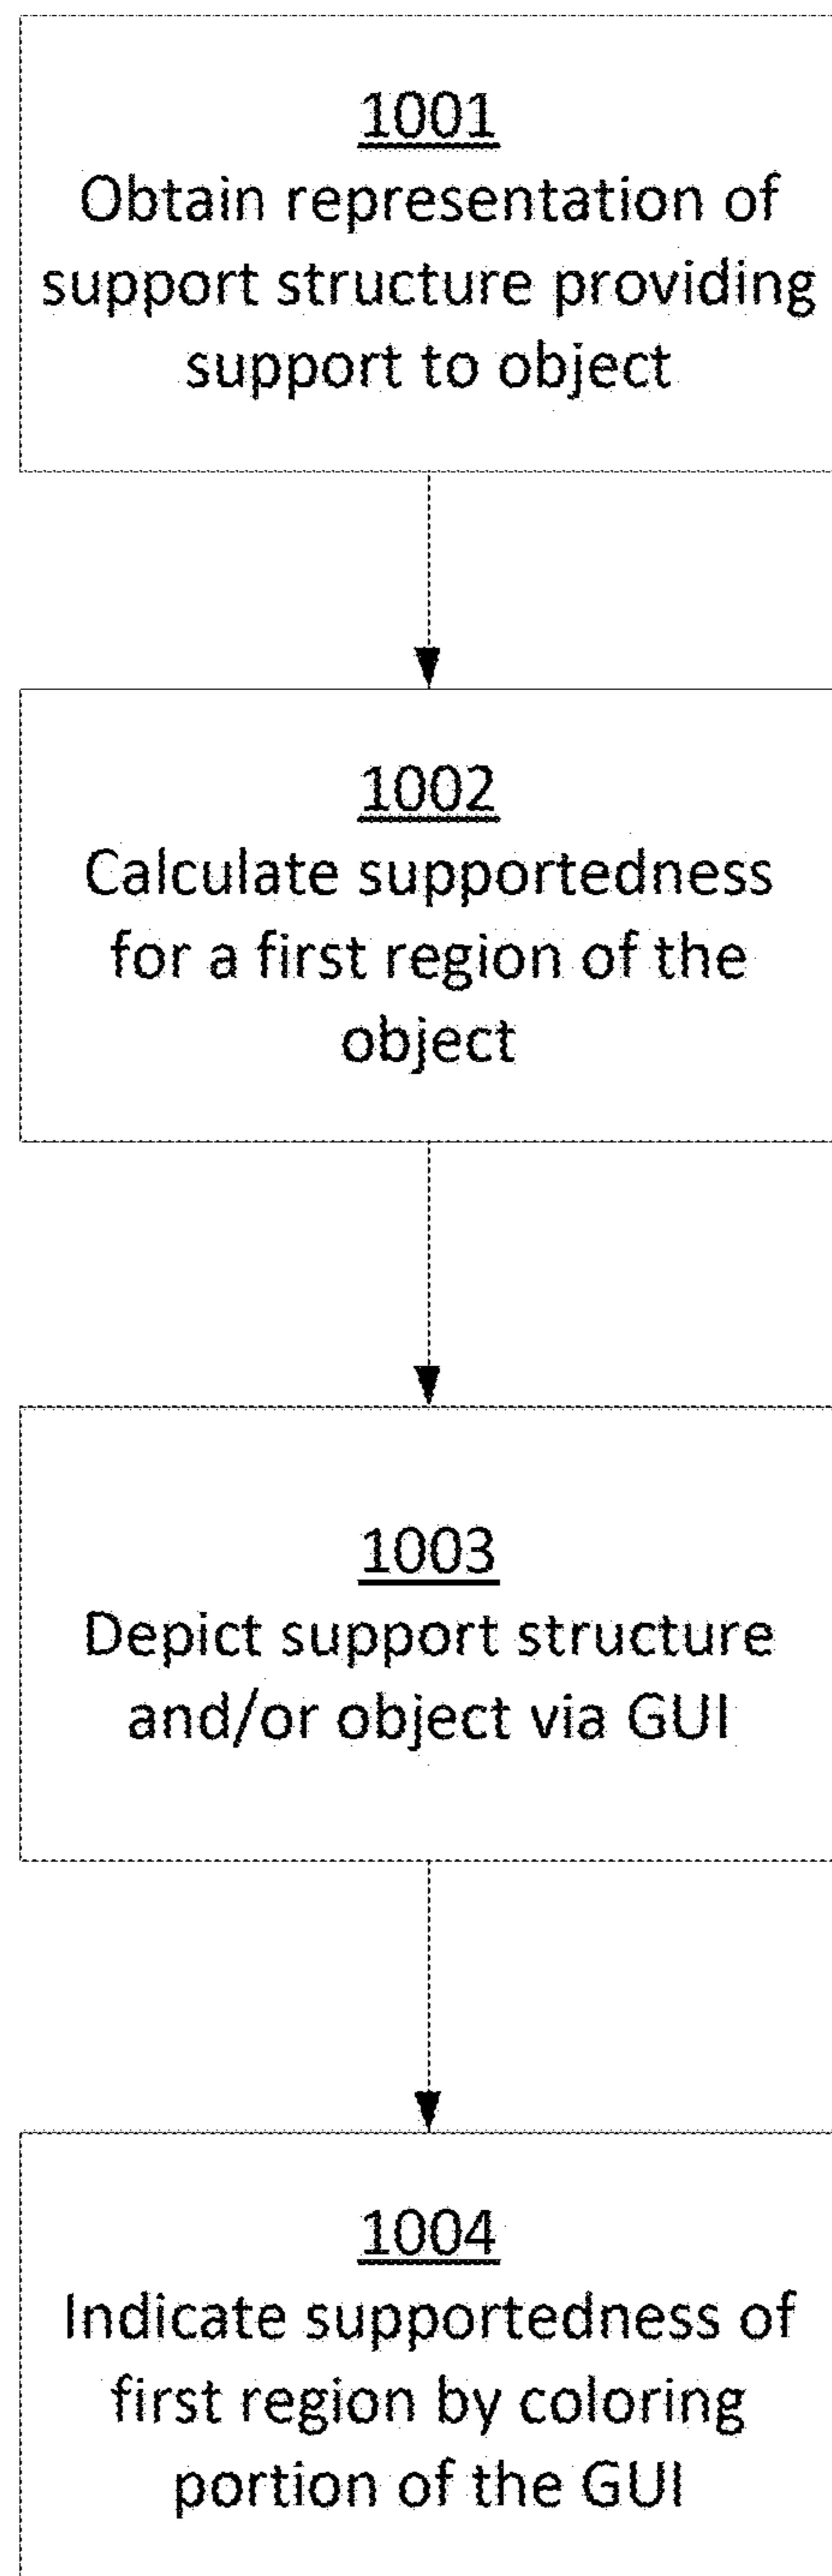 1001
Obtain representation of
support structure providing
support to object
1002
Calculate supportedness
for a first region of the
object
1003
Depict support structure
and/or object via GUI
1004
Indicate supportedness of
first region by coloring
portion of the GUI